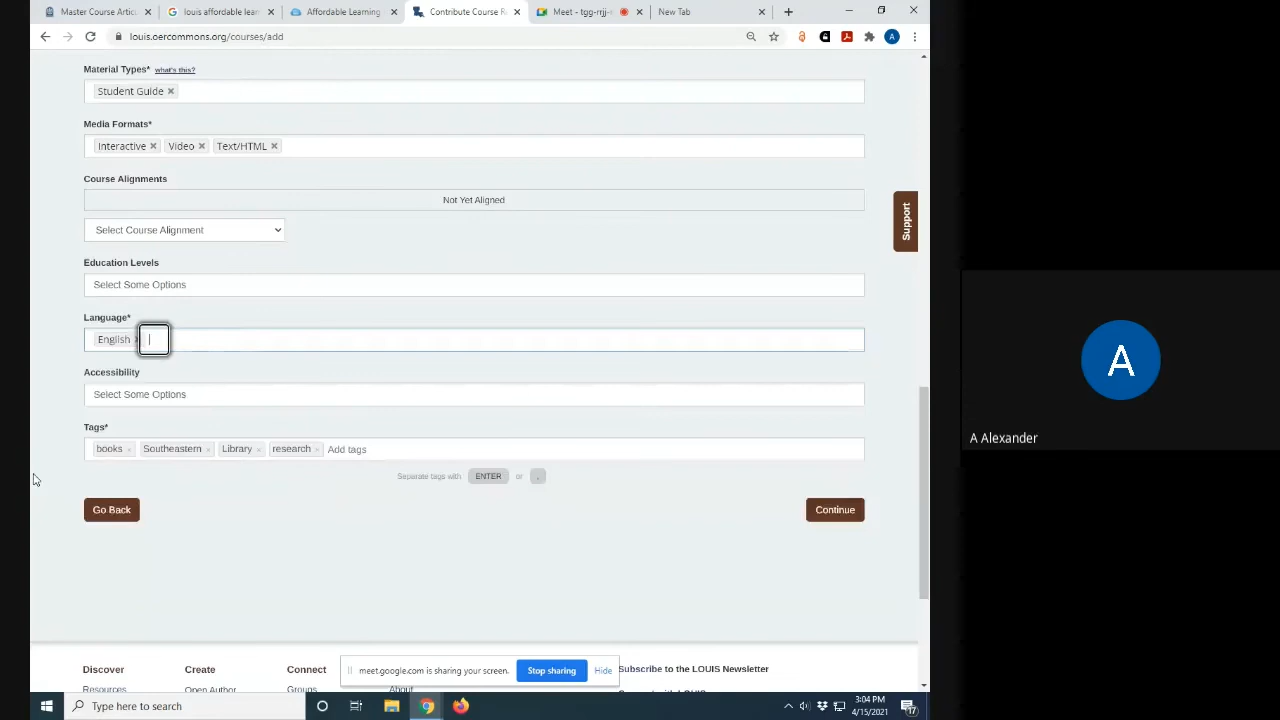 Master Course Artic
louis affordable lea
Affordable Learning
Contribute Course R
Meet - tgg-rrjj-
New Tab
louis.oercommons.org/courses/add
A
Material Types* what's this?
Student Guide
Media Formats*
Interactive Video Text/HTML
Course Alignments
Not Yet Aligned
Select Course Alignment
Support
Education Levels
Select Some Options
Language*
English
Accessibility
Select Some Options
Tags*
books Southeastern Library research Add tags
Separate tags with ENTER or ,
Go Back
Continue
A
A Alexander
Discover Create Connect
Resources Open Author Groups About
meet.google.com is sharing your screen. Stop sharing Hide
Subscribe to the LOUIS Newsletter
Type here to search
3:04 PM
4/15/2021
17